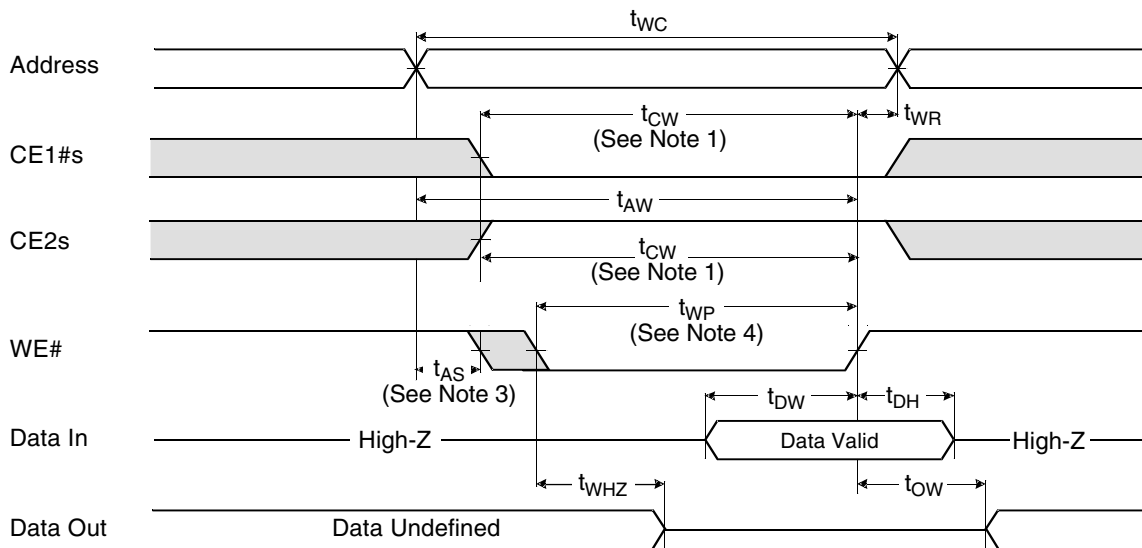 tWC
Address
tCW
(See Note 1)
tWR
CE1#s
tAW
CE2s
tCW
(See Note 1)
tWP
(See Note 4)
WE#
tAS
(See Note 3)
tDW
tDH
Data In
High-Z
Data Valid
High-Z
tWHZ
tOW
Data Out
Data Undefined